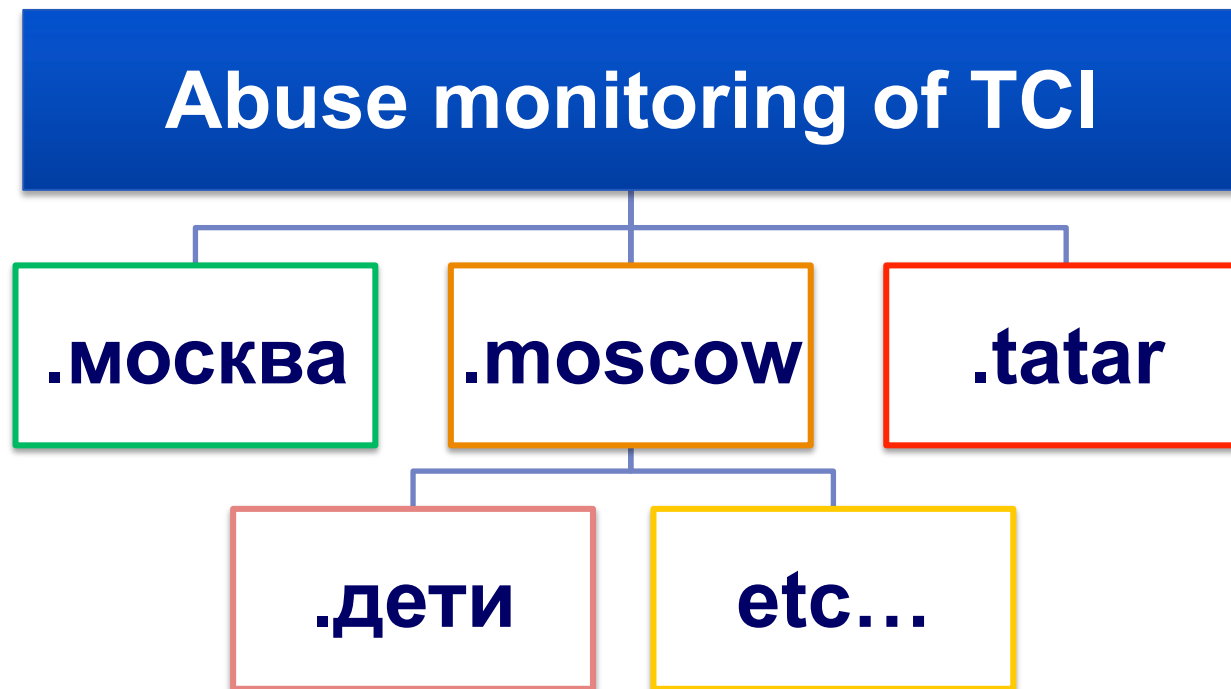 Abuse monitoring of TCI
.москва
.moscow
.tatar
.дети
etc…